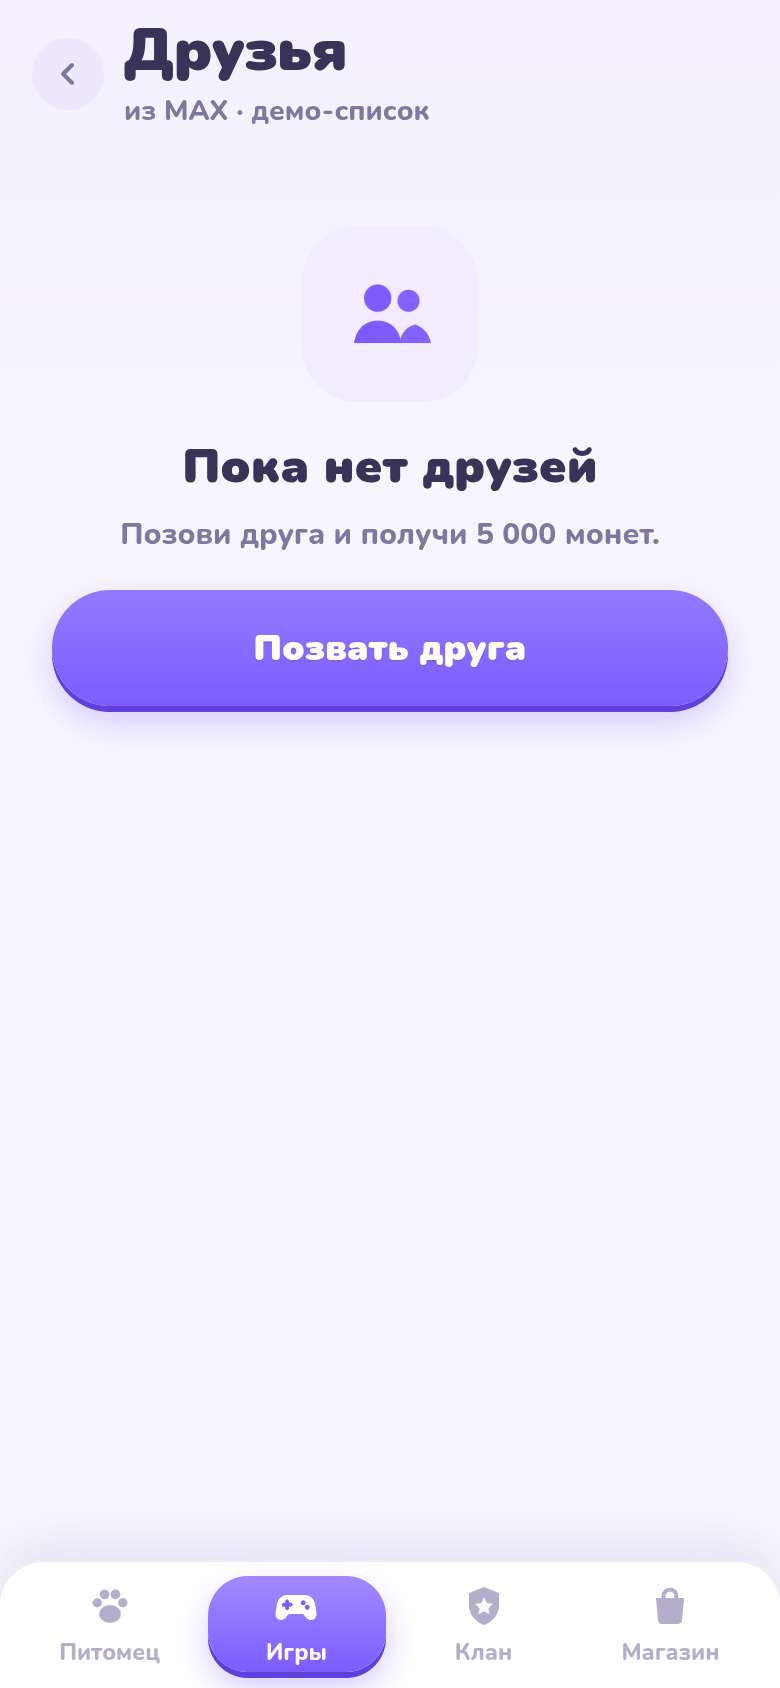 Друзья
из MAX · демо-список
Пока нет друзей
Позови друга и получи 5 000 монет.
Позвать друга
Питомец
Игры
Клан
Магазин